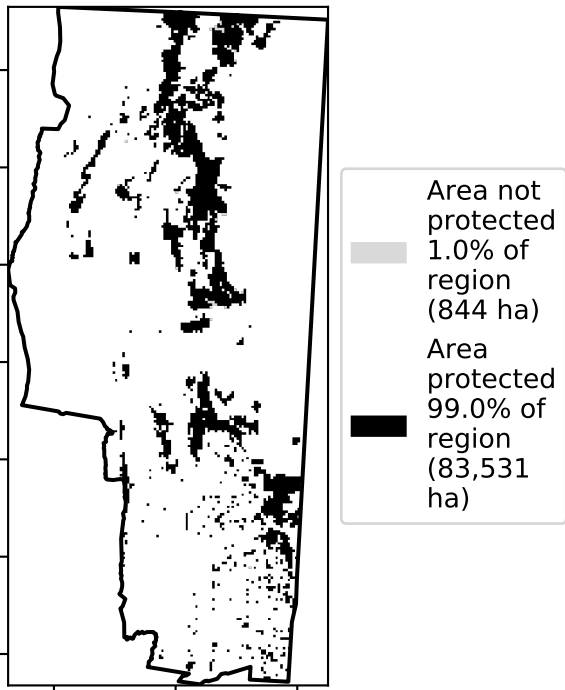 Area not
protected
1.0% of
region
(844 ha)
Area
protected
99.0% of
region
(83,531
ha)